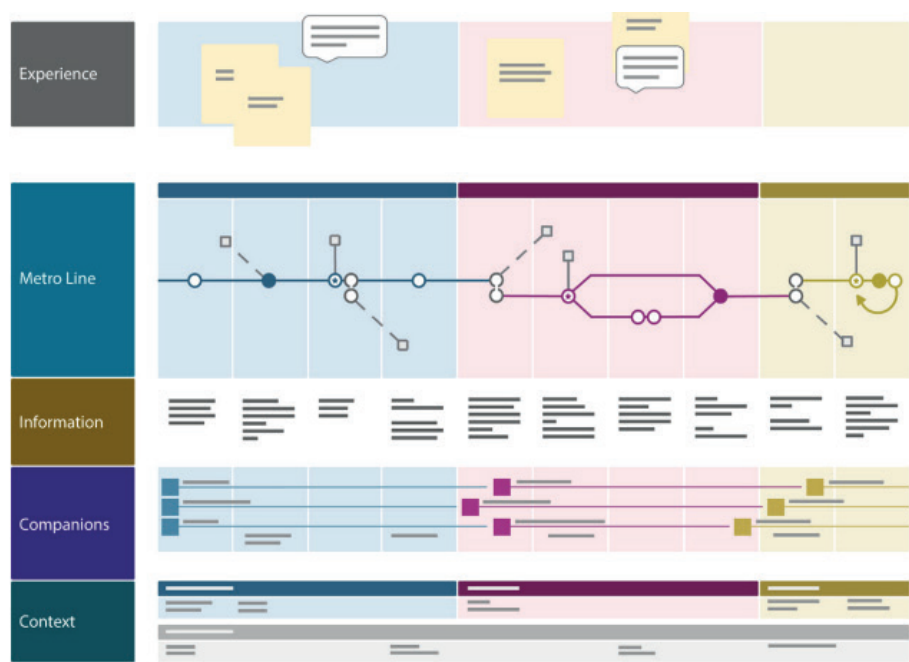 Experience
Metro Line
Information
Companions
Context